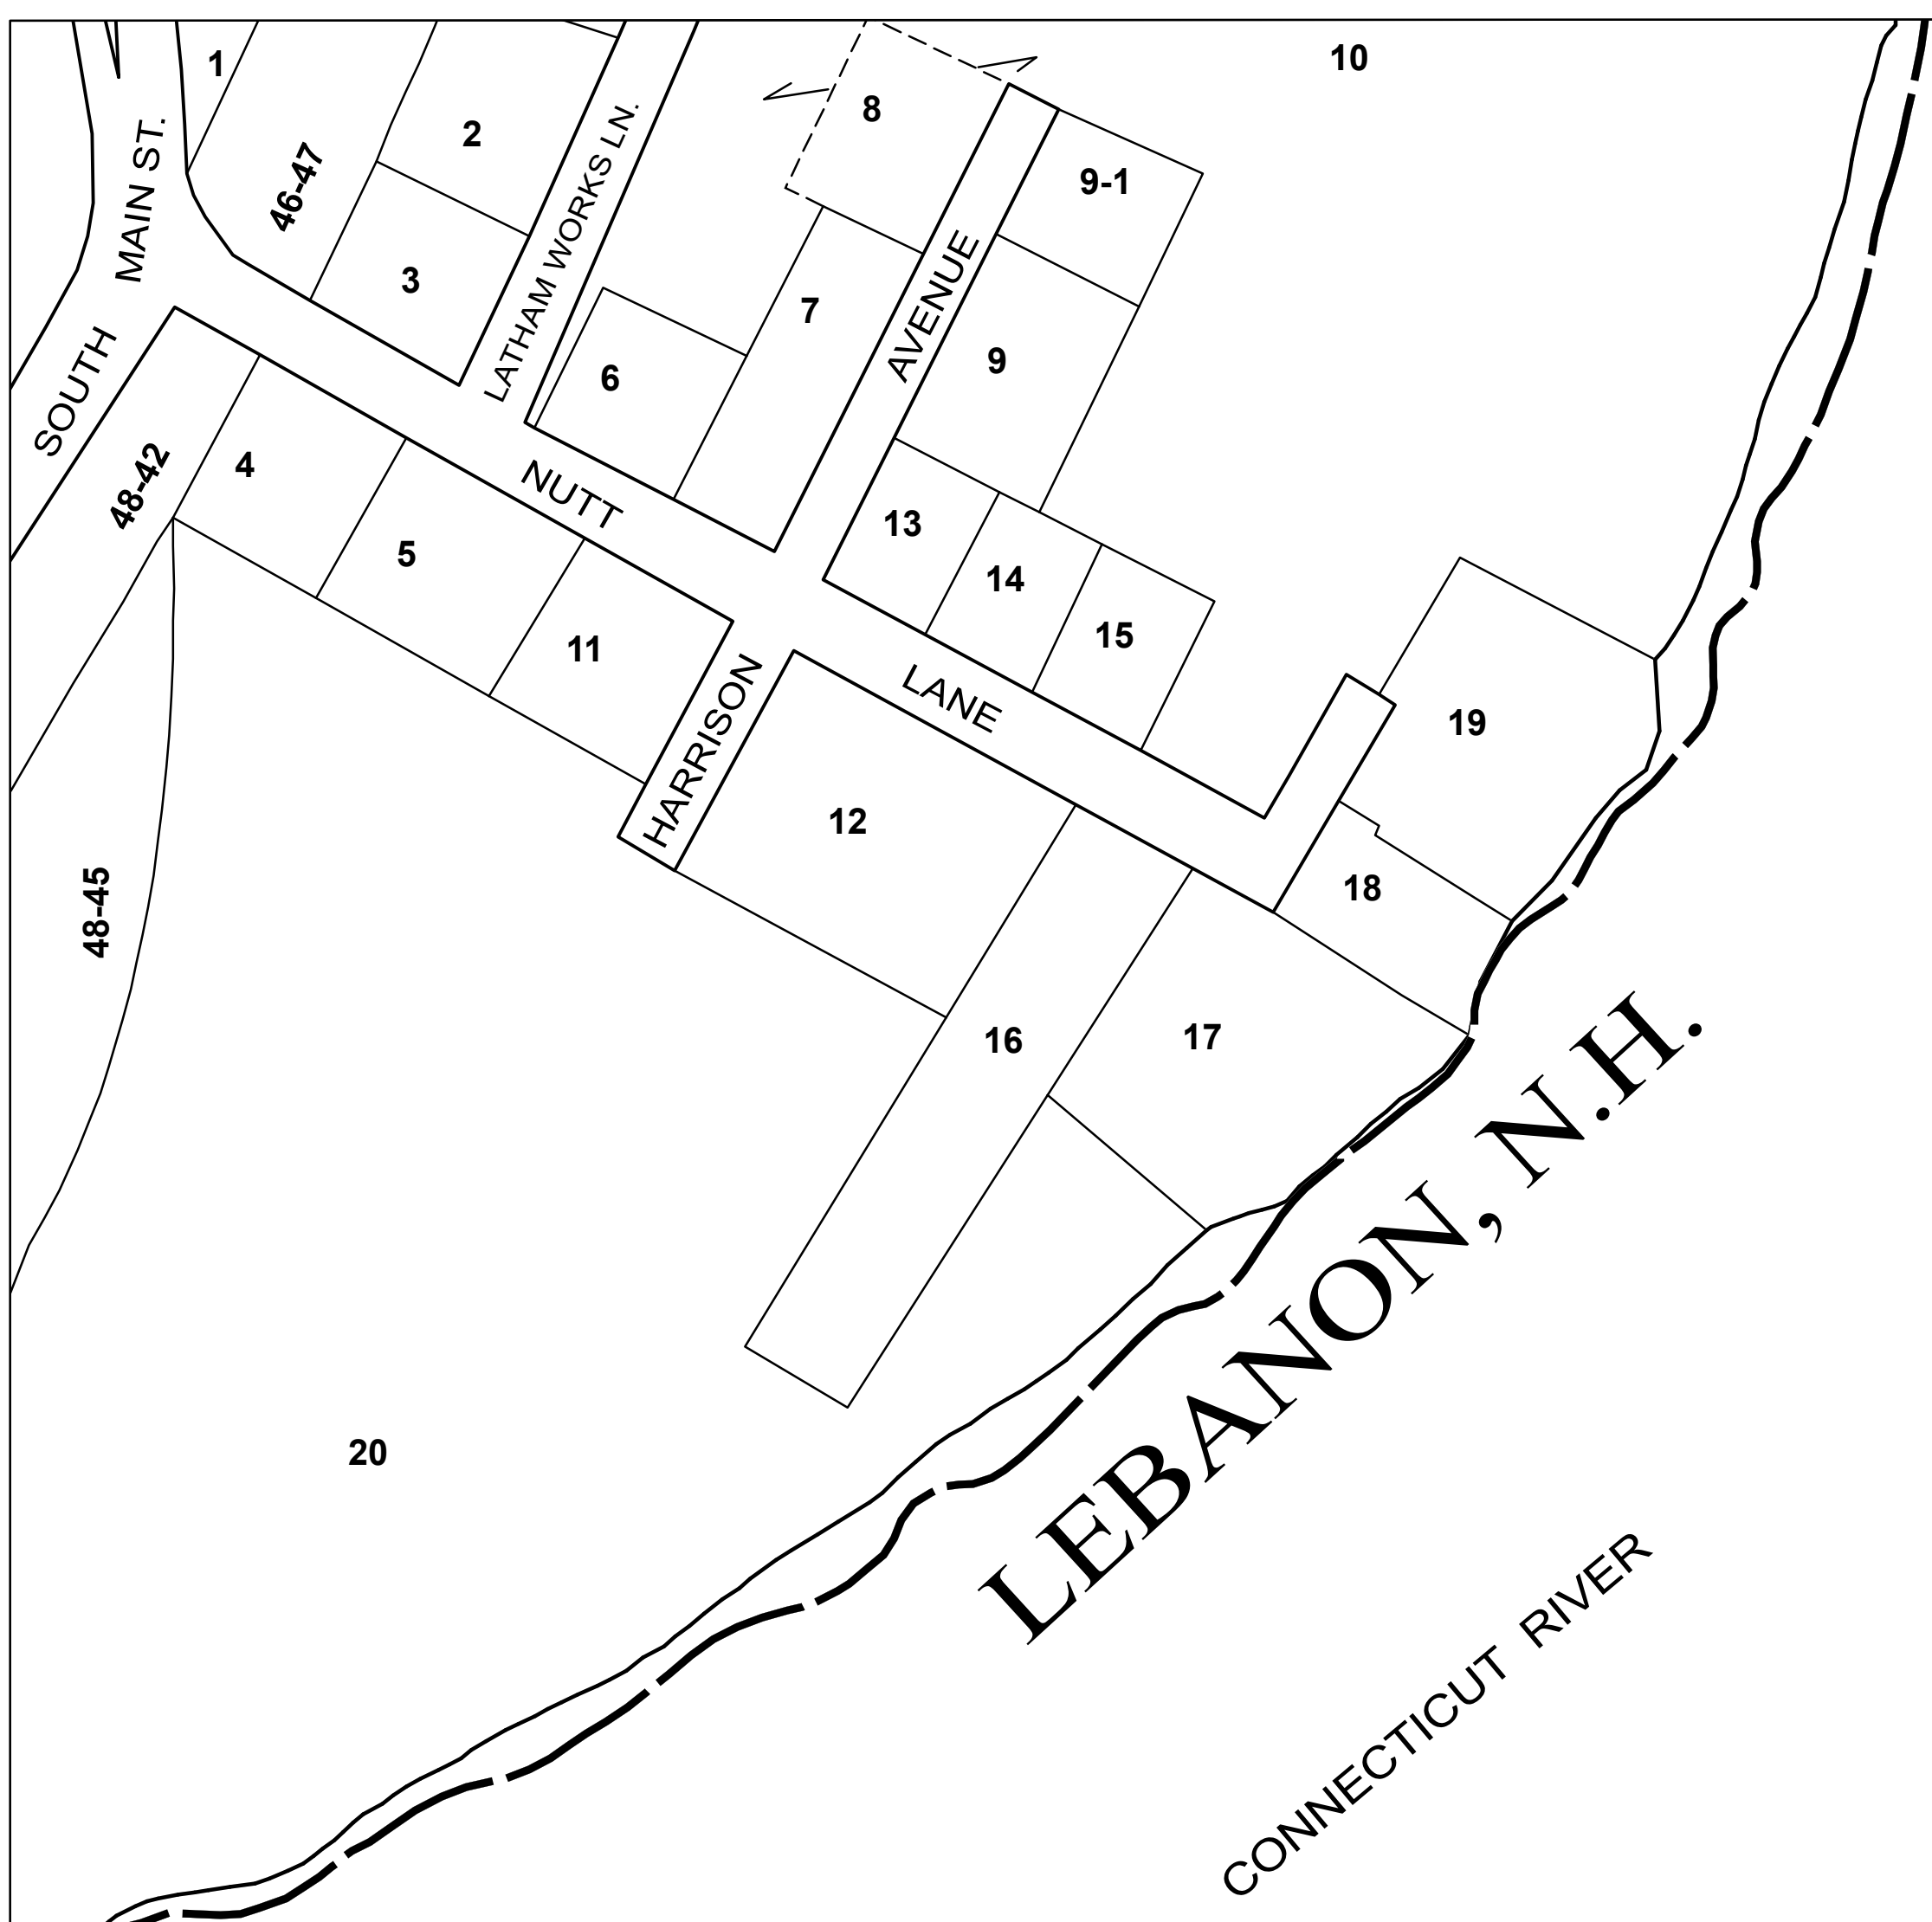 1
10
2
8
46-47
9-1
MAIN ST.
LATHAM WORKS LN.
3
7
AVENUE
9
6
SOUTH
4
48-42
NUTT
13
5
14
15
11
LANE
HARRISON
19
12
18
48-45
16
17
20
LEBANON, N.H.
CONNECTICUT RIVER